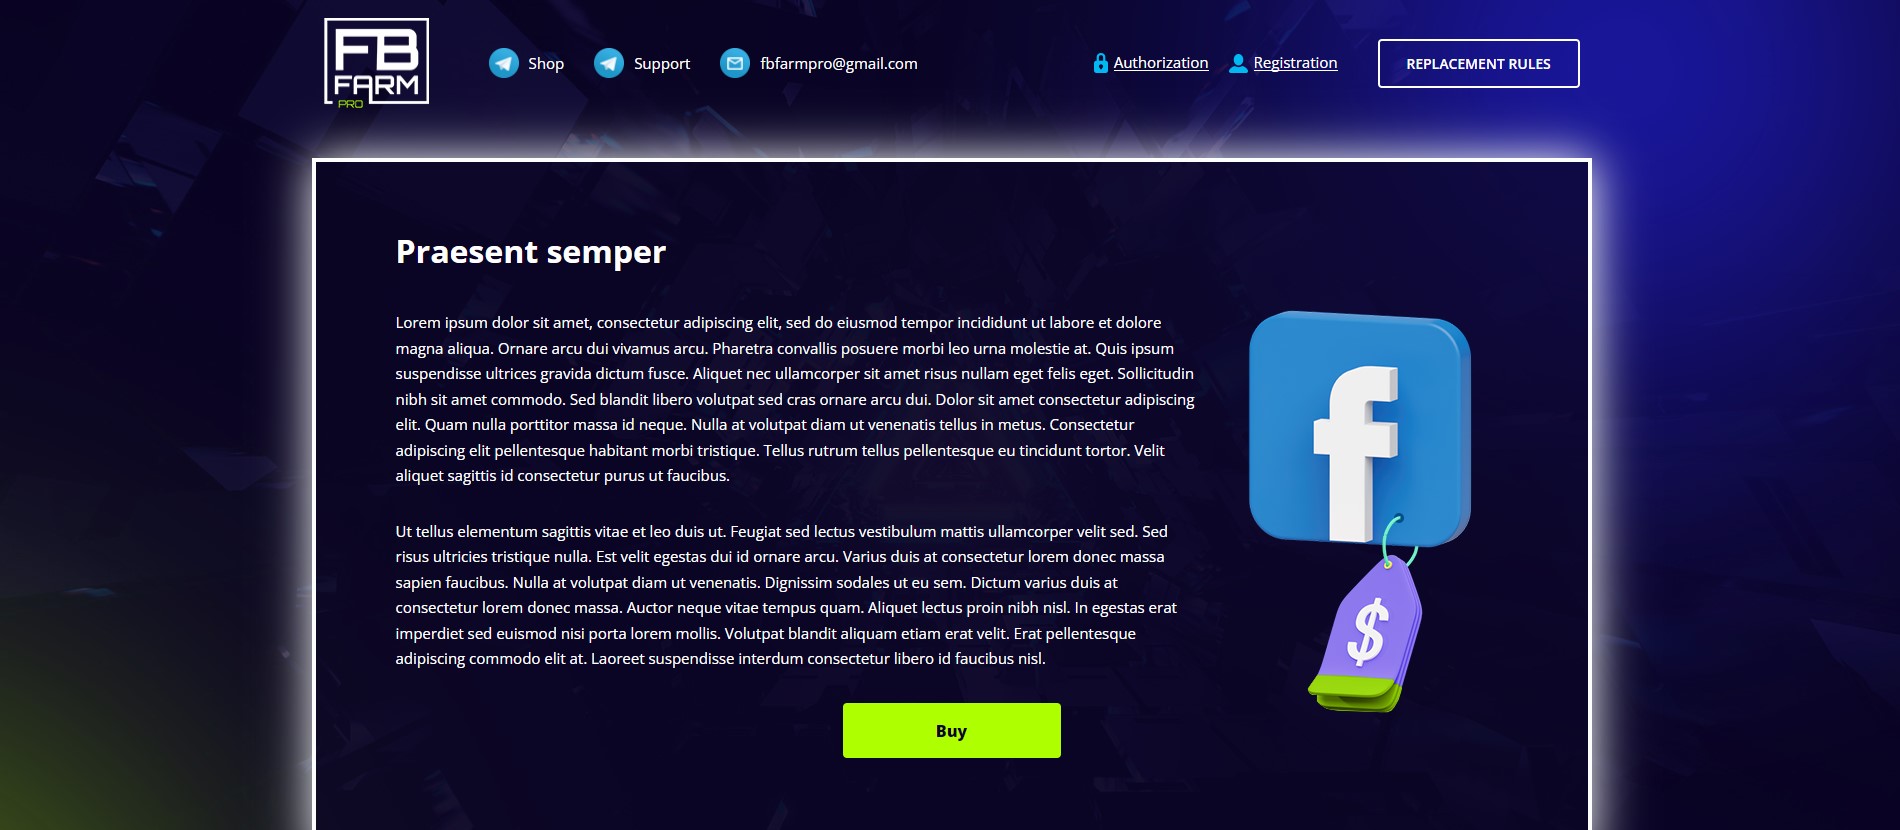 FB
FARM
PRO
Shop
Support
fbfarmpro@gmail.com
Authorization
Registration
REPLACEMENT RULES
Praesent semper
Lorem ipsum dolor sit amet, consectetur adipiscing elit, sed do eiusmod tempor incididunt ut labore et dolore
magna aliqua. Ornare arcu dui vivamus arcu. Pharetra convallis posuere morbi leo urna molestie at. Quis ipsum
suspendisse ultrices gravida dictum fusce. Aliquet nec ullamcorper sit amet risus nullam eget felis eget. Sollicitudin
nibh sit amet commodo. Sed blandit libero volutpat sed cras ornare arcu dui. Dolor sit amet consectetur adipiscing
elit. Quam nulla porttitor massa id neque. Nulla at volutpat diam ut venenatis tellus in metus. Consectetur
adipiscing elit pellentesque habitant morbi tristique. Tellus rutrum tellus pellentesque eu tincidunt tortor. Velit
aliquet sagittis id consectetur purus ut faucibus.
Ut tellus elementum sagittis vitae et leo duis ut. Feugiat sed lectus vestibulum mattis ullamcorper velit sed. Sed
risus ultricies tristique nulla. Est velit egestas dui id ornare arcu. Varius duis at consectetur lorem donec massa
sapien faucibus. Nulla at volutpat diam ut venenatis. Dignissim sodales ut eu sem. Dictum varius duis at
consectetur lorem donec massa. Auctor neque vitae tempus quam. Aliquet lectus proin nibh nisl. In egestas erat
imperdiet sed euismod nisi porta lorem mollis. Volutpat blandit aliquam etiam erat velit. Erat pellentesque
adipiscing commodo elit at. Laoreet suspendisse interdum consectetur libero id faucibus nisl.
f
$
Buy